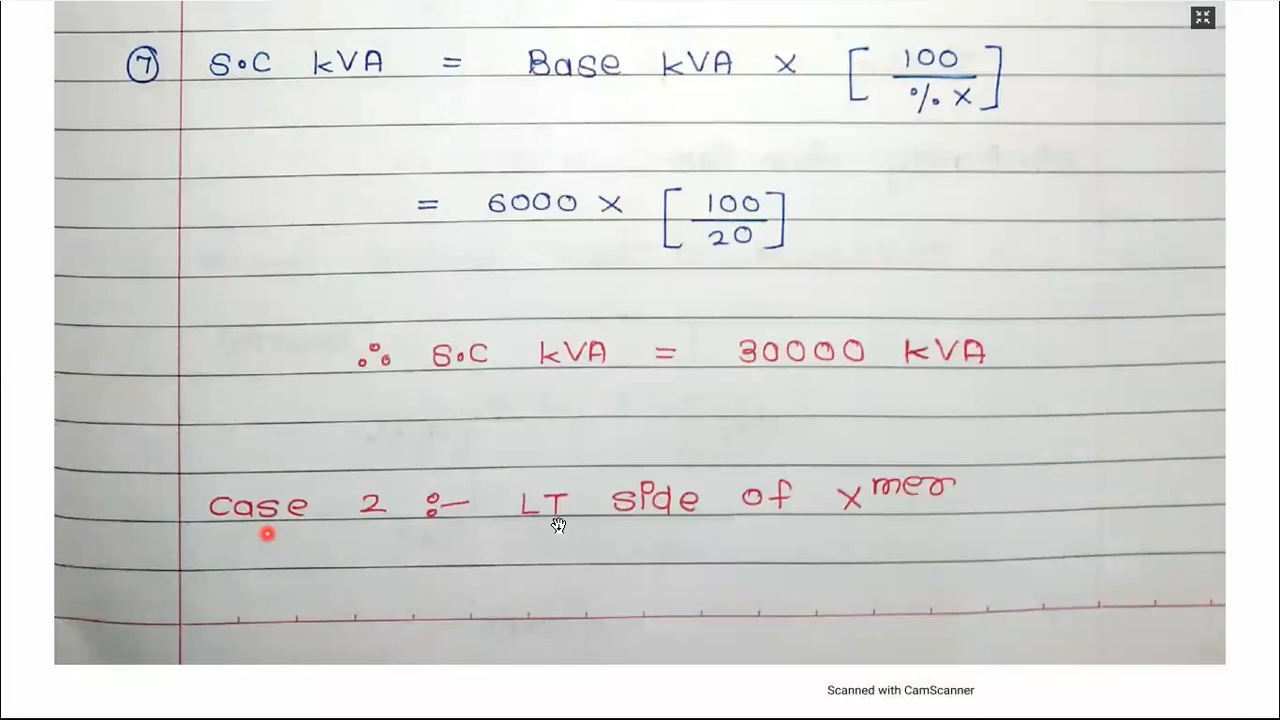 7 S.C kVA = Base kVA × [ 100 / % X ]
= 6000 × [ 100 / 20 ]
∴ S.C kVA = 30000 kVA
Case 2 :- LT side of Xmer
Scanned with CamScanner